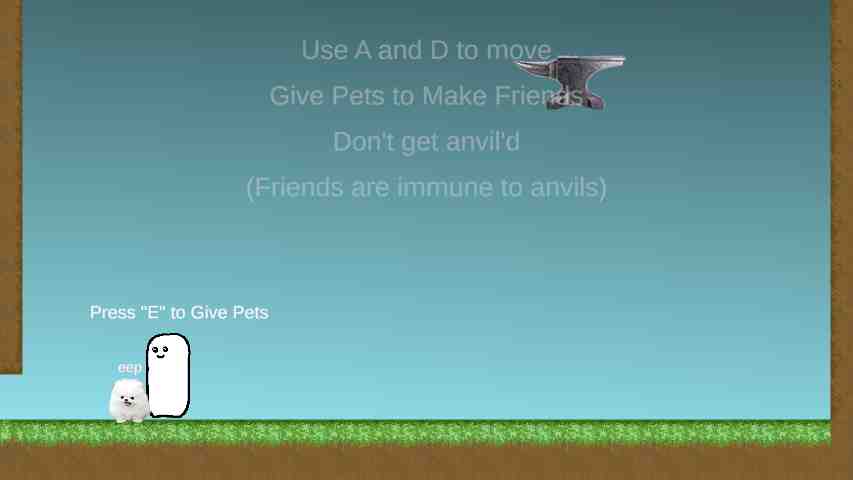 Use A and D to move
Give Pets to Make Friends
Don't get anvil'd
(Friends are immune to anvils)
Press "E" to Give Pets
eep